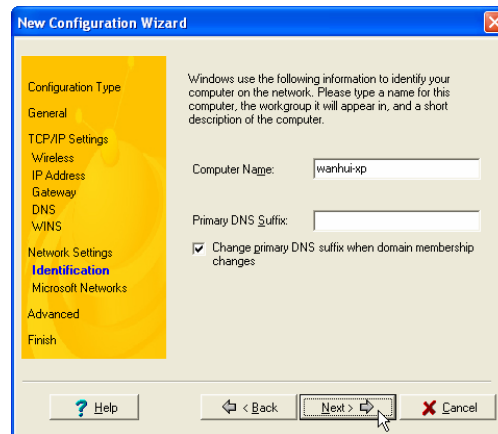 New Configuration Wizard
Configuration Type
General
TCP/IP Settings
Wireless
IP Address
Gateway
DNS
WINS
Network Settings
Identification
Microsoft Networks
Advanced
Finish
Windows use the following information to identify your
computer on the network. Please type a name for this
computer, the workgroup it will appear in, and a short
description of the computer.
Computer Name: wanhui-xp
Primary DNS Suffix:
Change primary DNS suffix when domain membership
changes
? Help < Back Next > Cancel